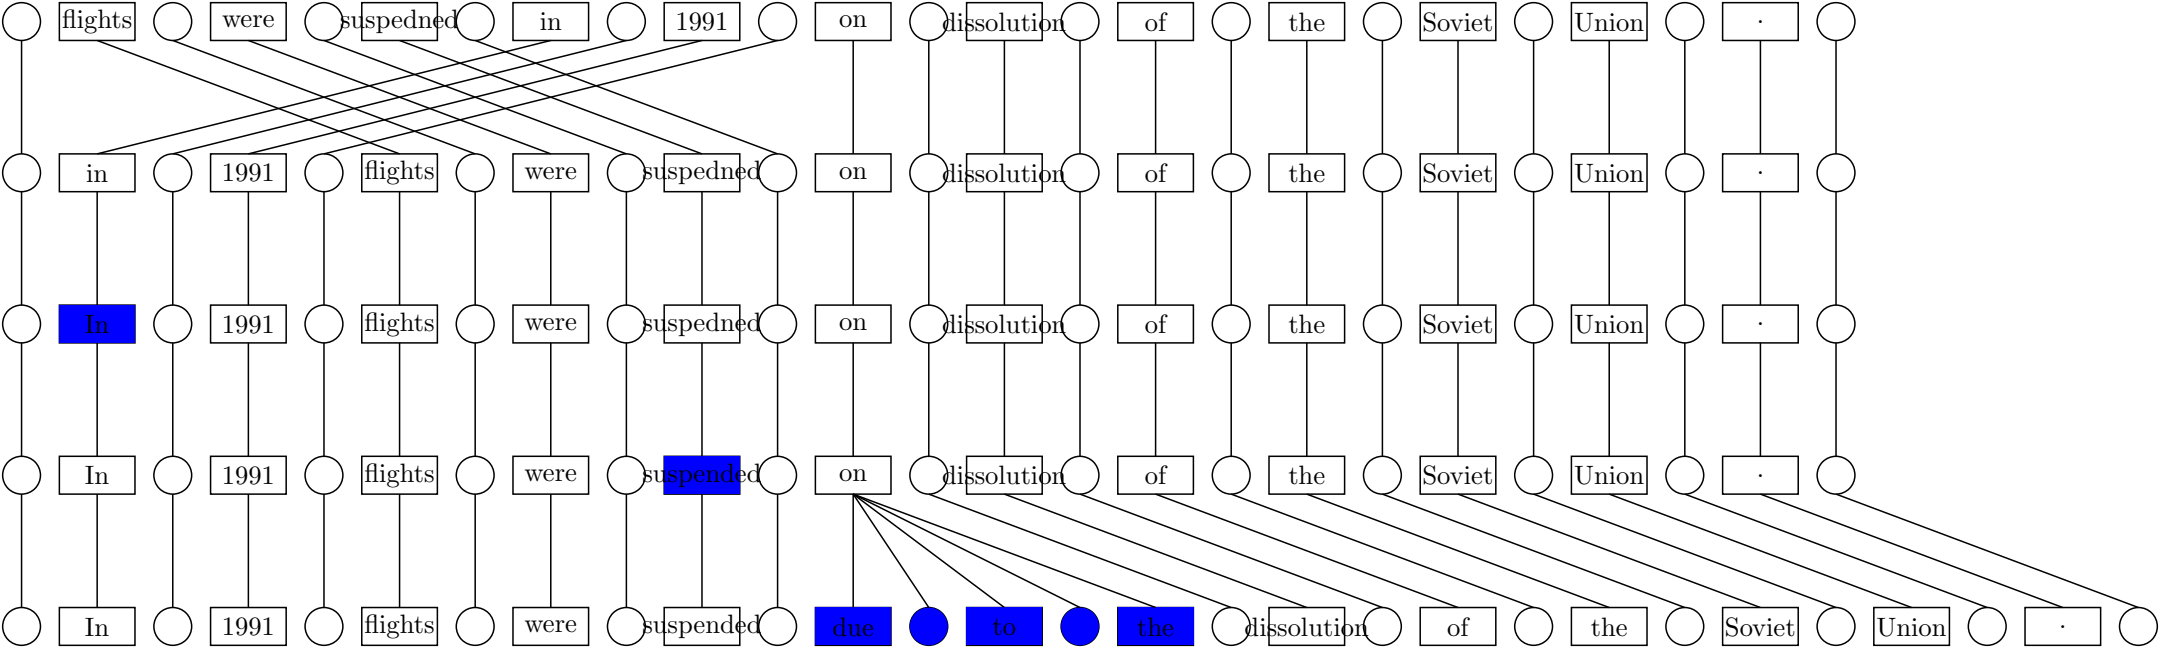 flights were suspedned in 1991 on dissolution of the Soviet Union .
in 1991 flights were suspedned on dissolution of the Soviet Union .
In 1991 flights were suspedned on dissolution of the Soviet Union .
In 1991 flights were suspended on dissolution of the Soviet Union .
In 1991 flights were suspended due to the dissolution of the Soviet Union .